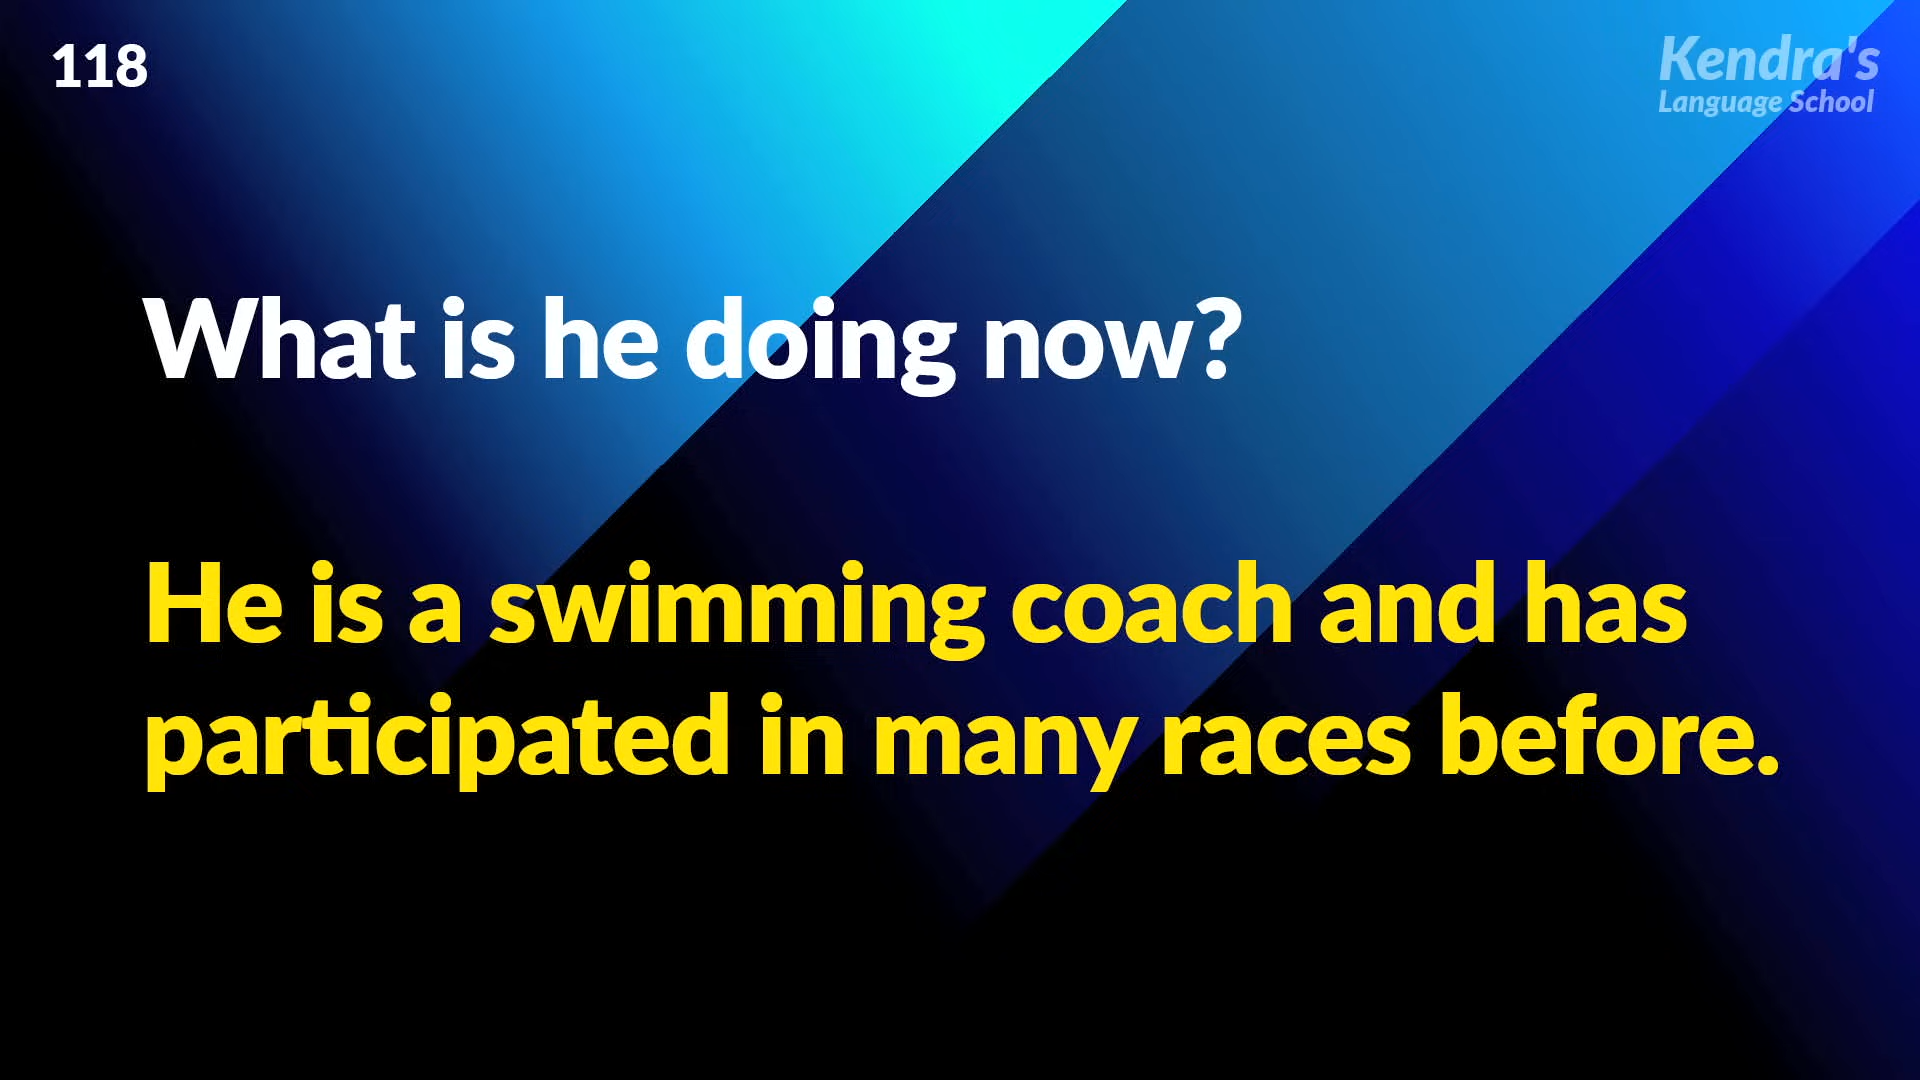 118
Kendra's
Language School
What is he doing now?
He is a swimming coach and has
participated in many races before.